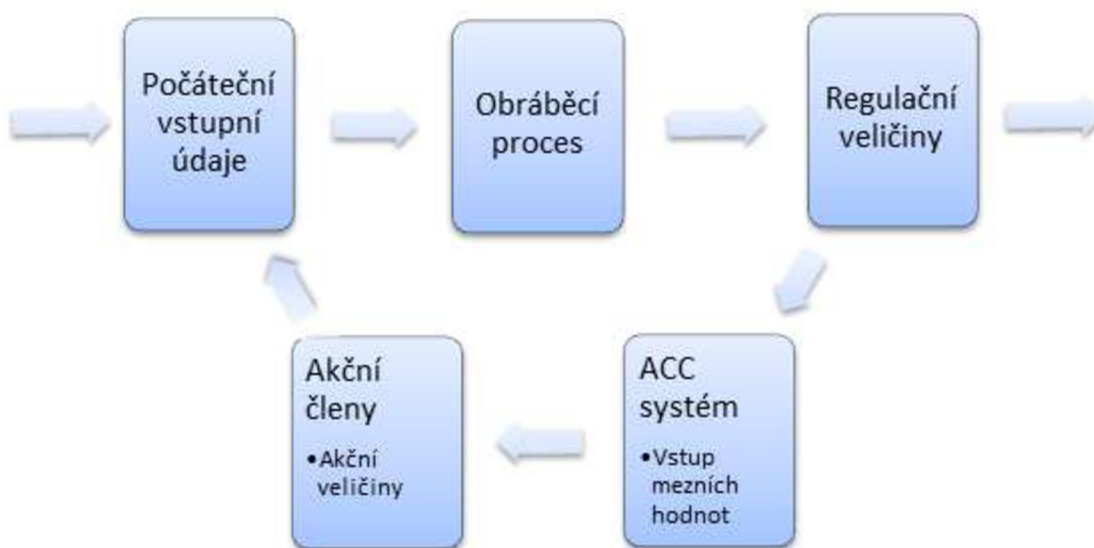 Počáteční
vstupní
údaje
Obráběcí
proces
Regulační
veličiny
Akční
členy
•Akční
veličiny
ACC
systém
•Vstup
mezních
hodnot